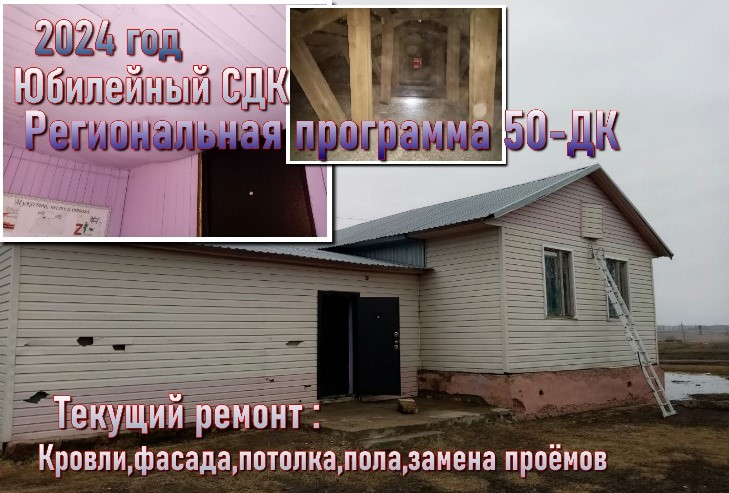 2024 год
Юбилейный СДК
Региональная программа 50-ДК
Z
Текущий ремонт :
Кровли,фасада,потолка,пола,замена проёмов